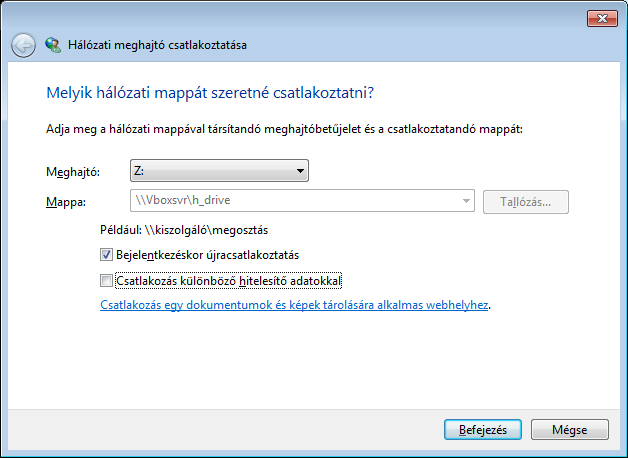 Hálózati meghajtó csatlakoztatása
Melyik hálózati mappát szeretné csatlakoztatni?
Adja meg a hálózati mappával társítandó meghajtóbetűjelet és a csatlakoztatandó mappát:
Meghajtó: Z:
Mappa: \\Vboxsvr\h_drive Tallózás...
Például: \\kiszolgáló\megosztás
Bejelentkezéskor újracsatlakoztatás
Csatlakozás különböző hitelesítő adatokkal
Csatlakozás egy dokumentumok és képek tárolására alkalmas webhelyhez.
Befejezés Mégse